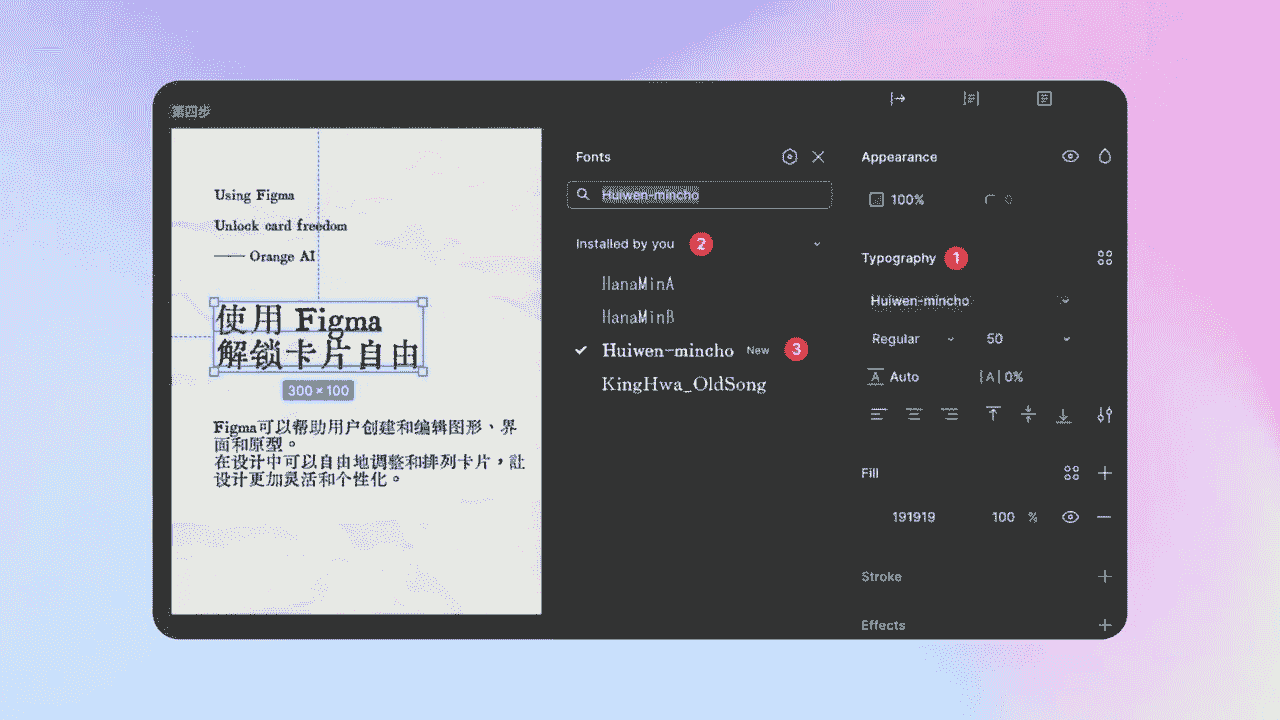 第四步
Using Figma
Unlock card freedom
—— Orange AI
使用 Figma
解锁卡片自由
300 × 100
Figma可以帮助用户创建和编辑图形、界
面和原型。
在设计中可以自由地调整和排列卡片，让
设计更加灵活和个性化。
Fonts
Huiwen-mincho
Installed by you 2
HanaMinA
HanaMinB
Huiwen-mincho New 3
KingHwa_OldSong
Appearance
100% 0
Typography 1
Huiwen-mincho
Regular 50
Auto |A| 0%
Fill
191919 100 %
Stroke
Effects